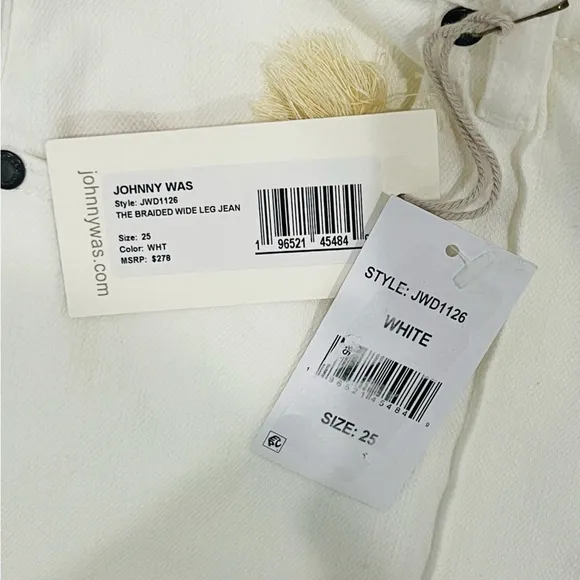 johnnywas.com
JOHNNY WAS
Style: JWD1126
THE BRAIDED WIDE LEG JEAN
Size: 25
Color: WHT
MSRP: $278
1 96521 45484
STYLE: JWD1126
WHITE
SIZE: 25